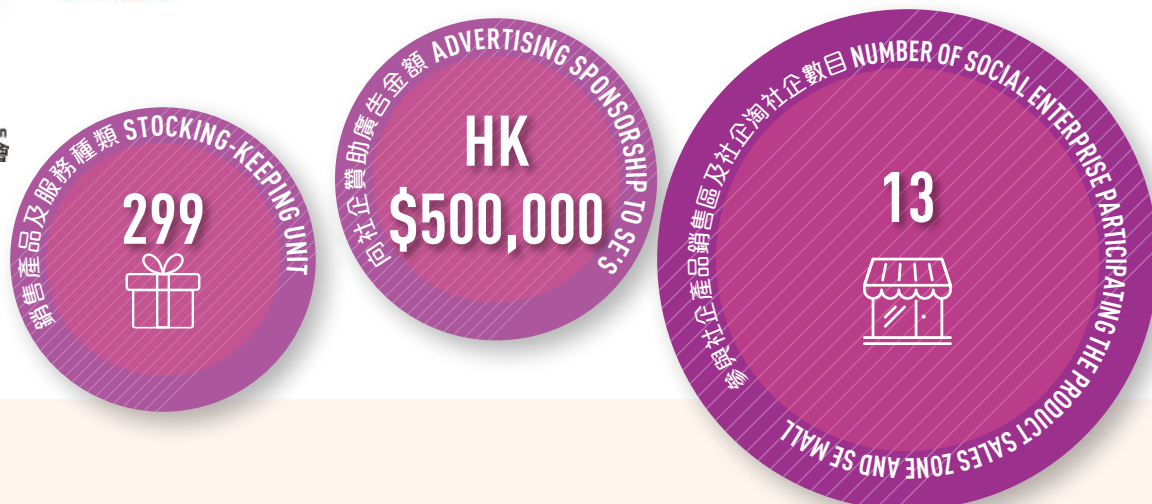 銷售產品及服務種類 STOCKING-KEEPING UNIT
299
向社企贊助廣告金額 ADVERTISING SPONSORSHIP TO SE'S
HK
$500,000
參與社企產品銷售區及社企淘社企數目 NUMBER OF SOCIAL ENTERPRISE PARTICIPATING THE PRODUCT SALES ZONE AND SE MALL
13